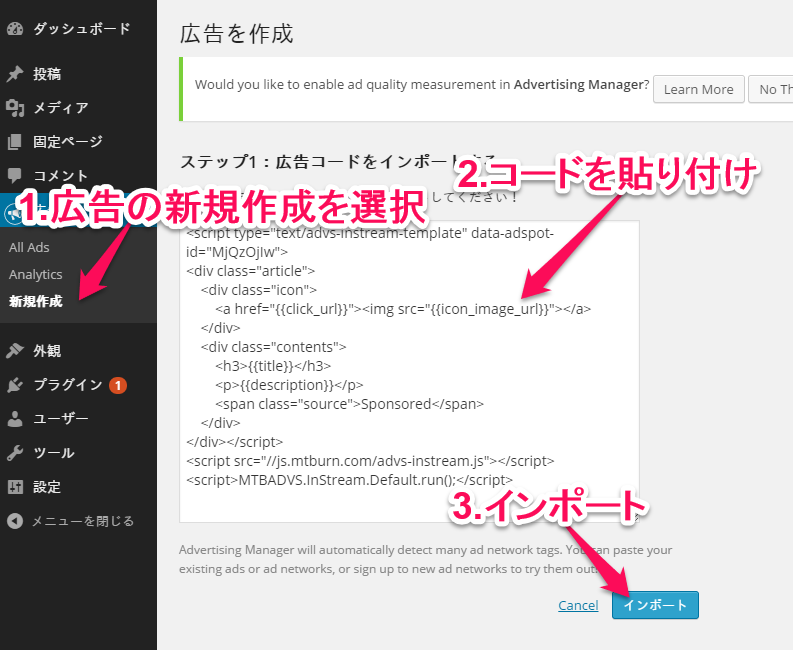 ダッシュボード
投稿
メディア
固定ページ
コメント
All Ads
Analytics
新規作成
外観
プラグイン 1
ユーザー
ツール
設定
メニューを閉じる
広告を作成
Would you like to enable ad quality measurement in Advertising Manager? Learn More No Th
ステップ1：広告コードをインポートする
2.コードを貼り付け
してください！
1.広告の新規作成を選択
<script type="text/advs-instream-template" data-adspot-
id="MjQzOjIw">
<div class="article">
<div class="icon">
<a href="{{click_url}}"><img src="{{icon_image_url}}"></a>
</div>
<div class="contents">
<h3>{{title}}</h3>
<p>{{description}}</p>
<span class="source">Sponsored</span>
</div>
</div></script>
<script src="//js.mtburn.com/advs-instream.js"></script>
<script>MTBADVS.InStream.Default.run();</script>
3.インポート
Advertising Manager will automatically detect many ad network tags. You can paste your
existing ads or ad networks, or sign up to new ad networks to try them out!
Cancel インポート